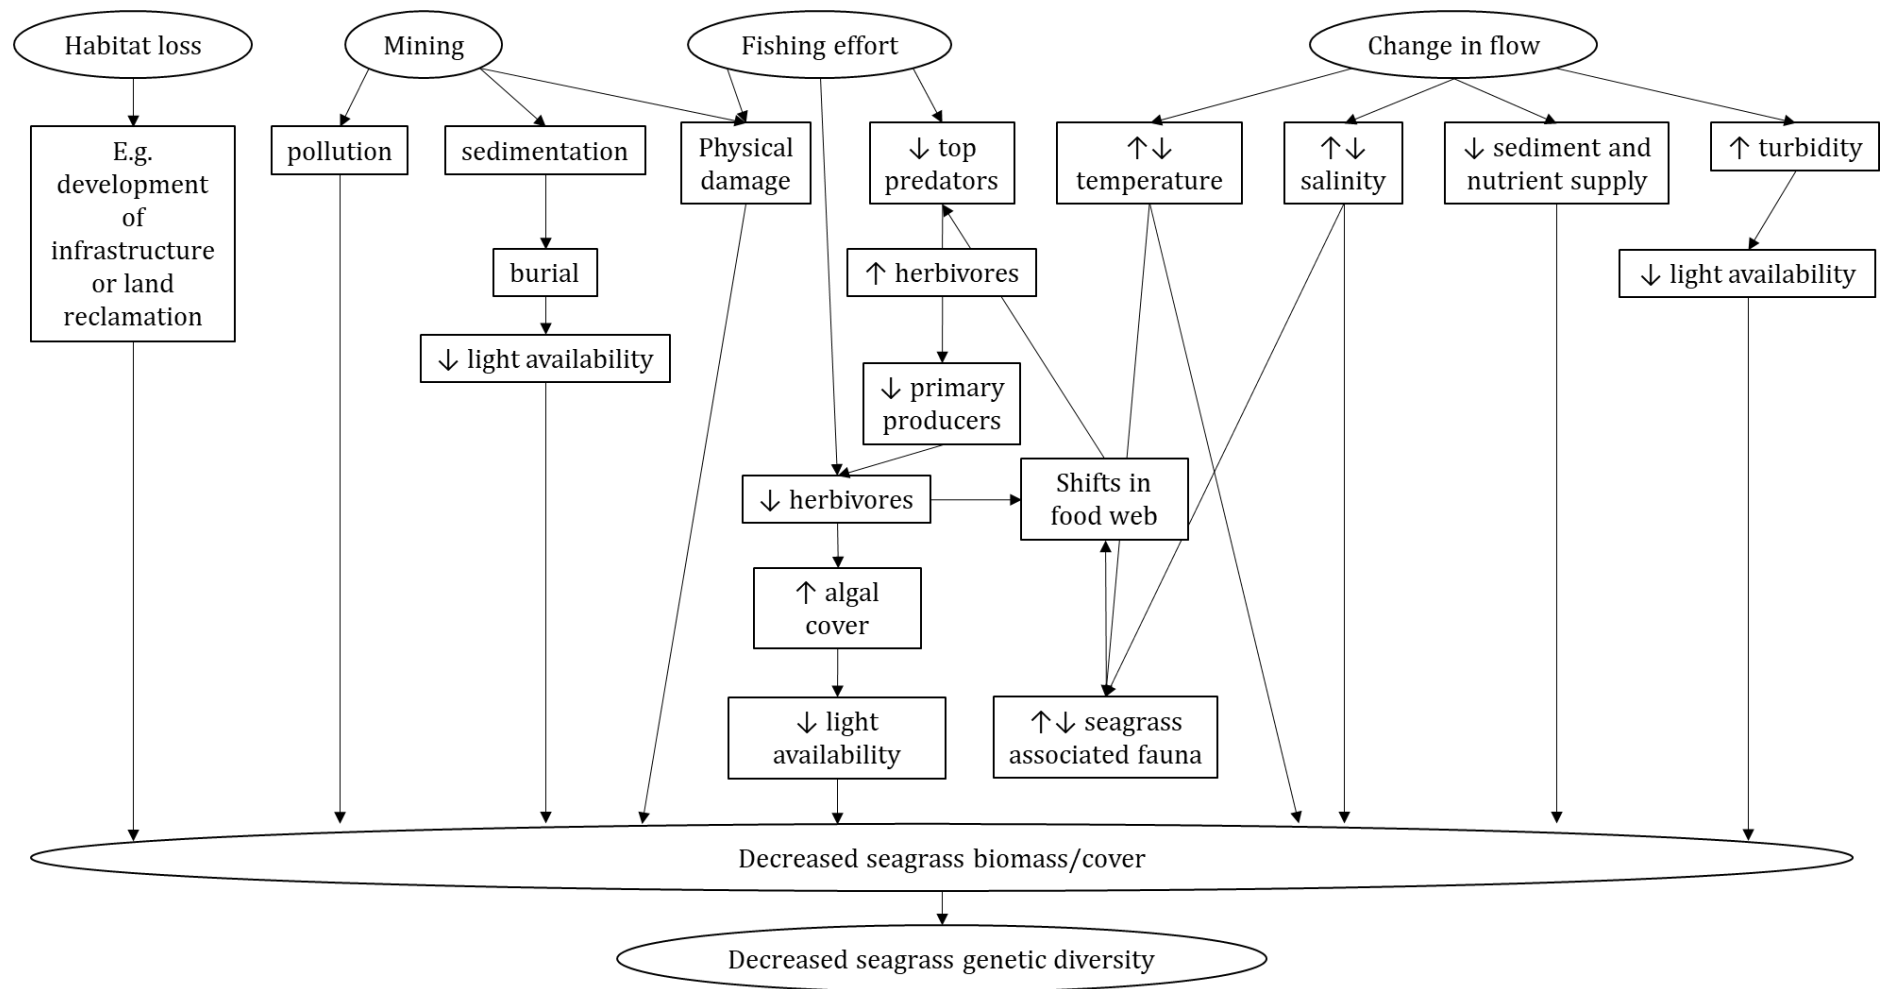 Habitat loss
Mining
Fishing effort
Change in flow
E.g.
development
of
infrastructure
or land
reclamation
pollution
sedimentation
Physical
damage
↓ top
predators
↑↓
temperature
↑↓
salinity
↓ sediment and
nutrient supply
↑ turbidity
burial
↑ herbivores
↓ light availability
↓ light availability
↓ primary
producers
↓ herbivores
Shifts in
food web
↑ algal
cover
↓ light
availability
↑↓ seagrass
associated fauna
Decreased seagrass biomass/cover
Decreased seagrass genetic diversity